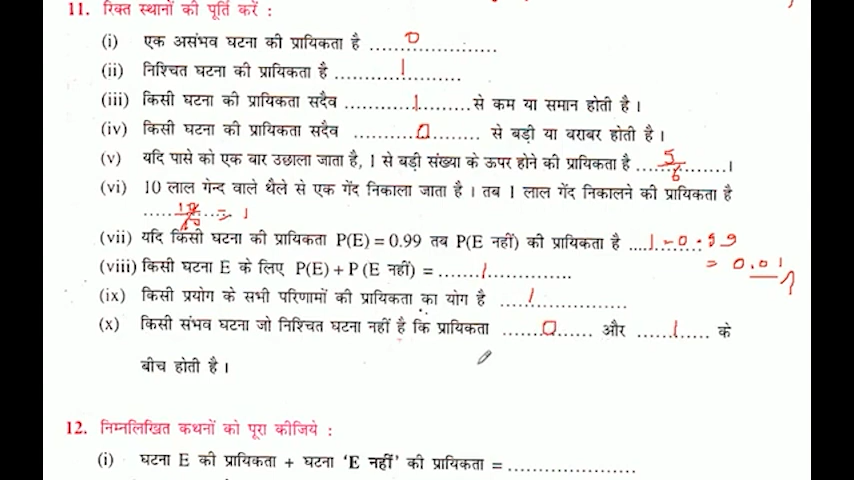 11. रिक्त स्थानों की पूर्ति करें :
(i) एक असंभव घटना की प्रायिकता है ......0......
(ii) निश्चित घटना की प्रायिकता है ......1......
(iii) किसी घटना की प्रायिकता सदैव ......1...... से कम या समान होती है ।
(iv) किसी घटना की प्रायिकता सदैव ......0...... से बड़ी या बराबर होती है ।
(v) यदि पासे को एक बार उछाला जाता है, 1 से बड़ी संख्या के ऊपर होने की प्रायिकता है ...5/6...।
(vi) 10 लाल गेन्द वाले थैले से एक गेंद निकाला जाता है । तब 1 लाल गेंद निकालने की प्रायिकता है
......10/10 = 1
(vii) यदि किसी घटना की प्रायिकता P(E) = 0.99 तब P(E नहीं) की प्रायिकता है ....1-0.99
= 0.01
(viii) किसी घटना E के लिए P(E) + P (E नहीं) = ......1......
(ix) किसी प्रयोग के सभी परिणामों की प्रायिकता का योग है ......1......
(x) किसी संभव घटना जो निश्चित घटना नहीं है कि प्रायिकता ......0...... और ......1...... के
बीच होती है ।
12. निम्नलिखित कथनों को पूरा कीजिये :
(i) घटना E की प्रायिकता + घटना 'E नहीं' की प्रायिकता = ......................